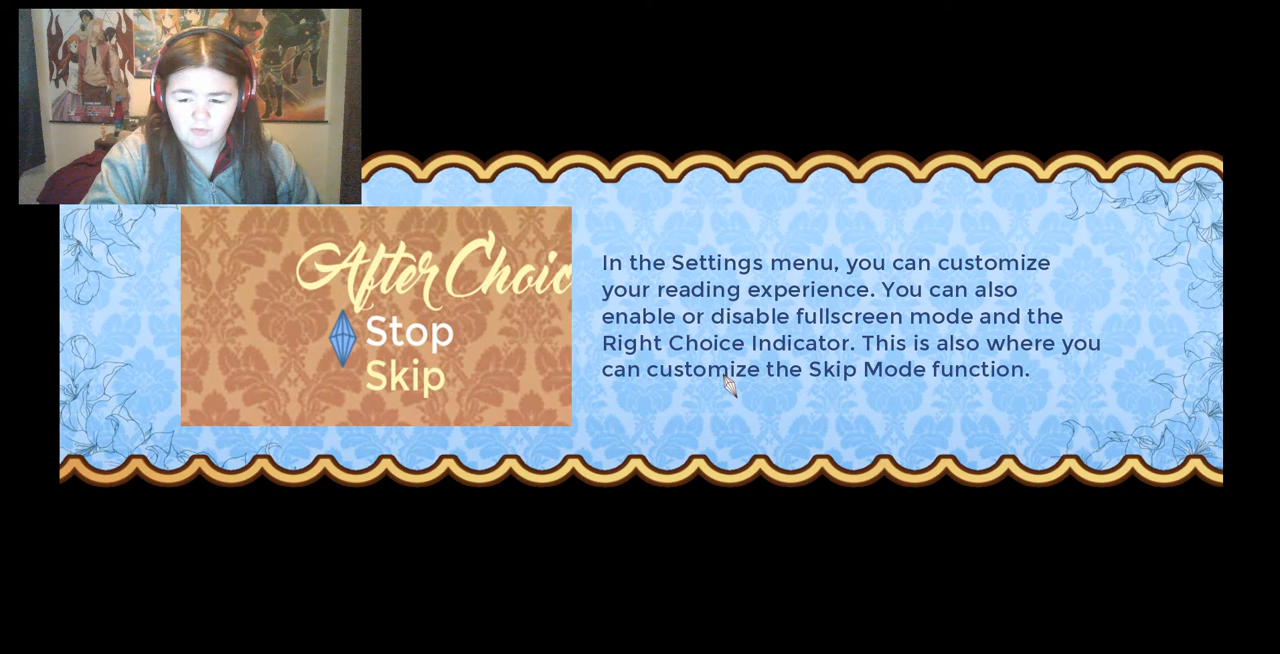 After Choic
Stop
Skip
In the Settings menu, you can customize
your reading experience. You can also
enable or disable fullscreen mode and the
Right Choice Indicator. This is also where you
can customize the Skip Mode function.